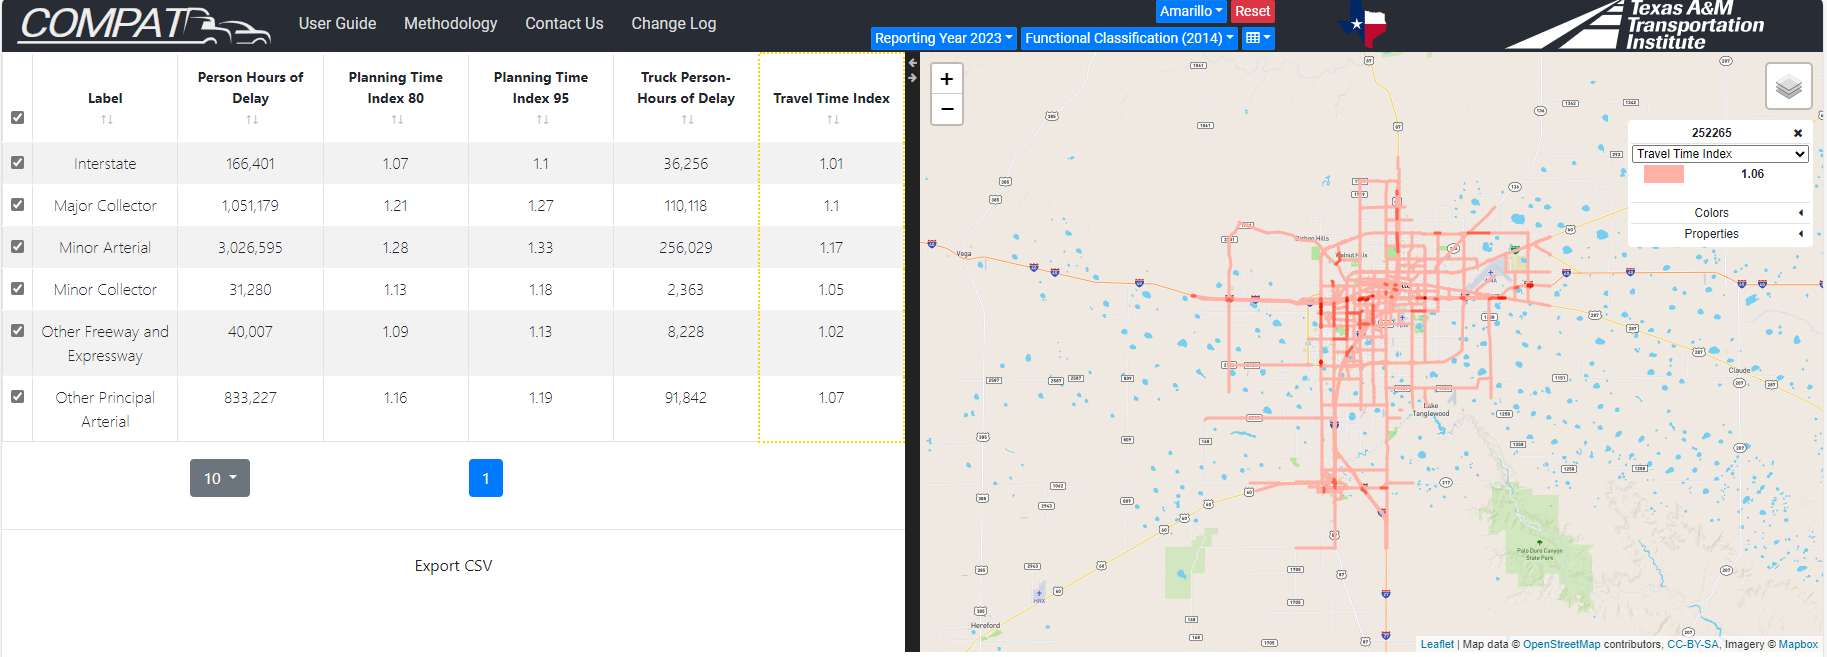 COMPAT
User Guide
Methodology
Contact Us
Change Log
Amarillo
Reset
Reporting Year 2023
Functional Classification (2014)
Texas A&M
Transportation
Institute
Label
Person Hours of
Delay
Planning Time
Index 80
Planning Time
Index 95
Truck Person-
Hours of Delay
Travel Time Index
Interstate 166,401 1.07 1.1 36,256 1.01
Major Collector 1,051,179 1.21 1.27 110,118 1.1
Minor Arterial 3,026,595 1.28 1.33 256,029 1.17
Minor Collector 31,280 1.13 1.18 2,363 1.05
Other Freeway and
Expressway
40,007 1.09 1.13 8,228 1.02
Other Principal
Arterial
833,227 1.16 1.19 91,842 1.07
10
1
Export CSV
+
−
252265
Travel Time Index
1.06
Colors
Properties
Vega
Bishop Hills
Claude
Lake
Tanglewood
Palo Duro Canyon
State Park
HRX
Hereford
Leaflet | Map data © OpenStreetMap contributors, CC-BY-SA, Imagery © Mapbox